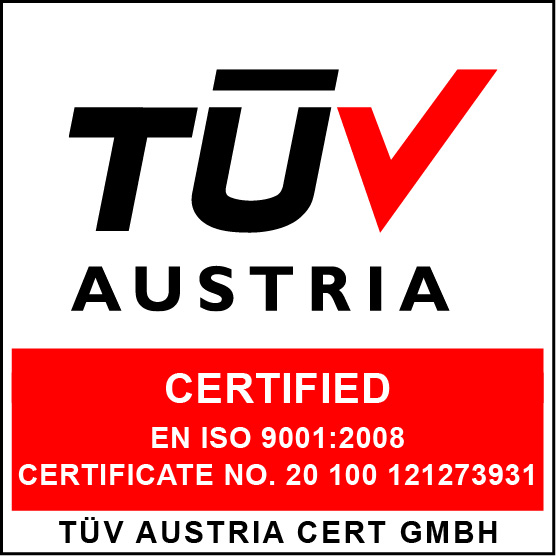 TÜV
AUSTRIA
CERTIFIED
EN ISO 9001:2008
CERTIFICATE NO. 20 100 121273931
TÜV AUSTRIA CERT GMBH